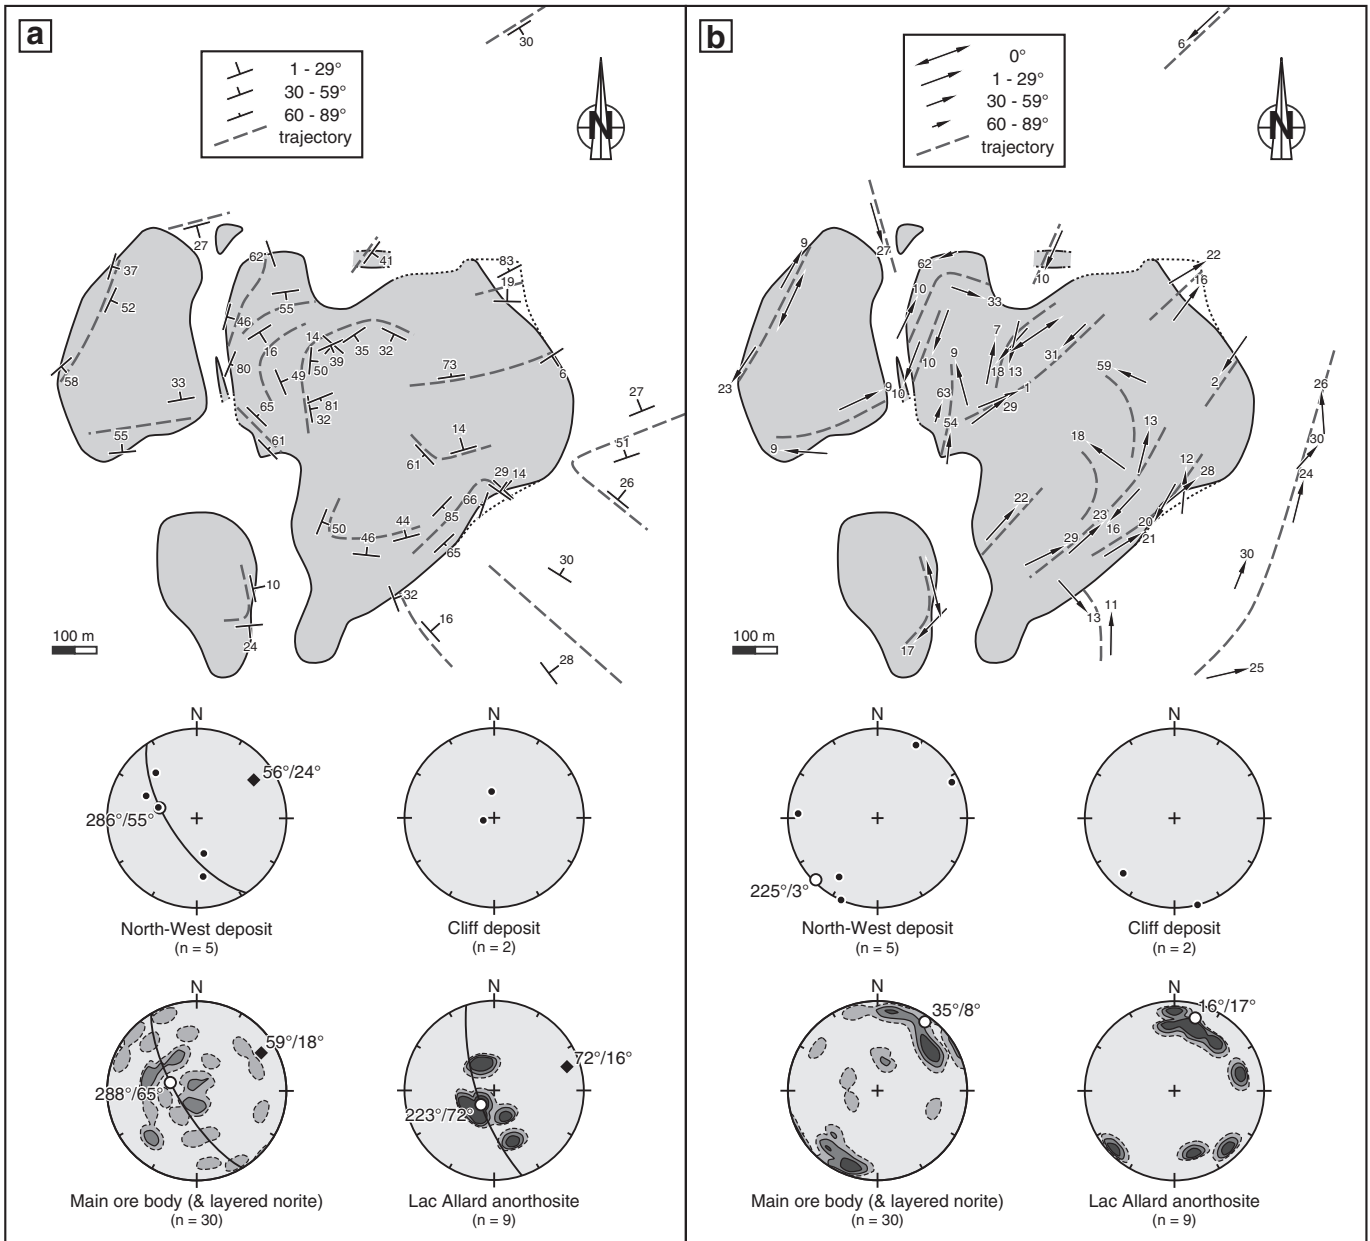 a
1 - 29°
30 - 59°
60 - 89°
trajectory
N
30
27
62
41
83
19
37
52
46
55
16
14
35
32
39
50
49
80
73
6
58
33
65
81
32
27
55
61
14
61
51
29
14
26
66
85
50
44
46
65
30
10
32
16
24
28
100 m
N
56°/24°
286°/55°
North-West deposit
(n = 5)
N
Cliff deposit
(n = 2)
N
59°/18°
288°/65°
Main ore body (& layered norite)
(n = 30)
N
72°/16°
223°/72°
Lac Allard anorthosite
(n = 9)
b
0°
1 - 29°
30 - 59°
60 - 89°
trajectory
N
6
9
27
62
10
22
16
10
33
7
31
10
9
18
13
59
2
23
9
10
63
1
29
26
54
13
9
18
30
12
28
24
22
23
16
20
21
29
30
13
11
17
25
100 m
N
225°/3°
North-West deposit
(n = 5)
N
Cliff deposit
(n = 2)
N
35°/8°
Main ore body (& layered norite)
(n = 30)
N
16°/17°
Lac Allard anorthosite
(n = 9)